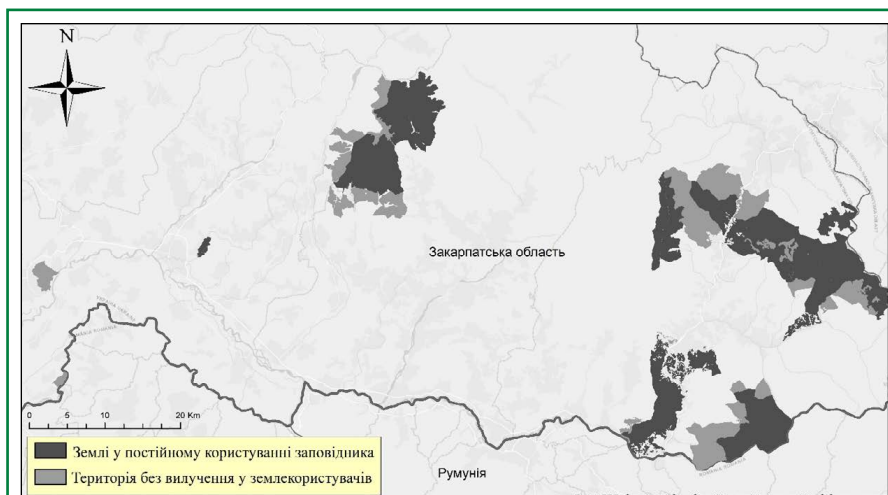 N
Закарпатська область
0 5 10 20 Km
Землі у постійному користуванні заповідника
Територія без вилучення у землекористувачів
Румунія